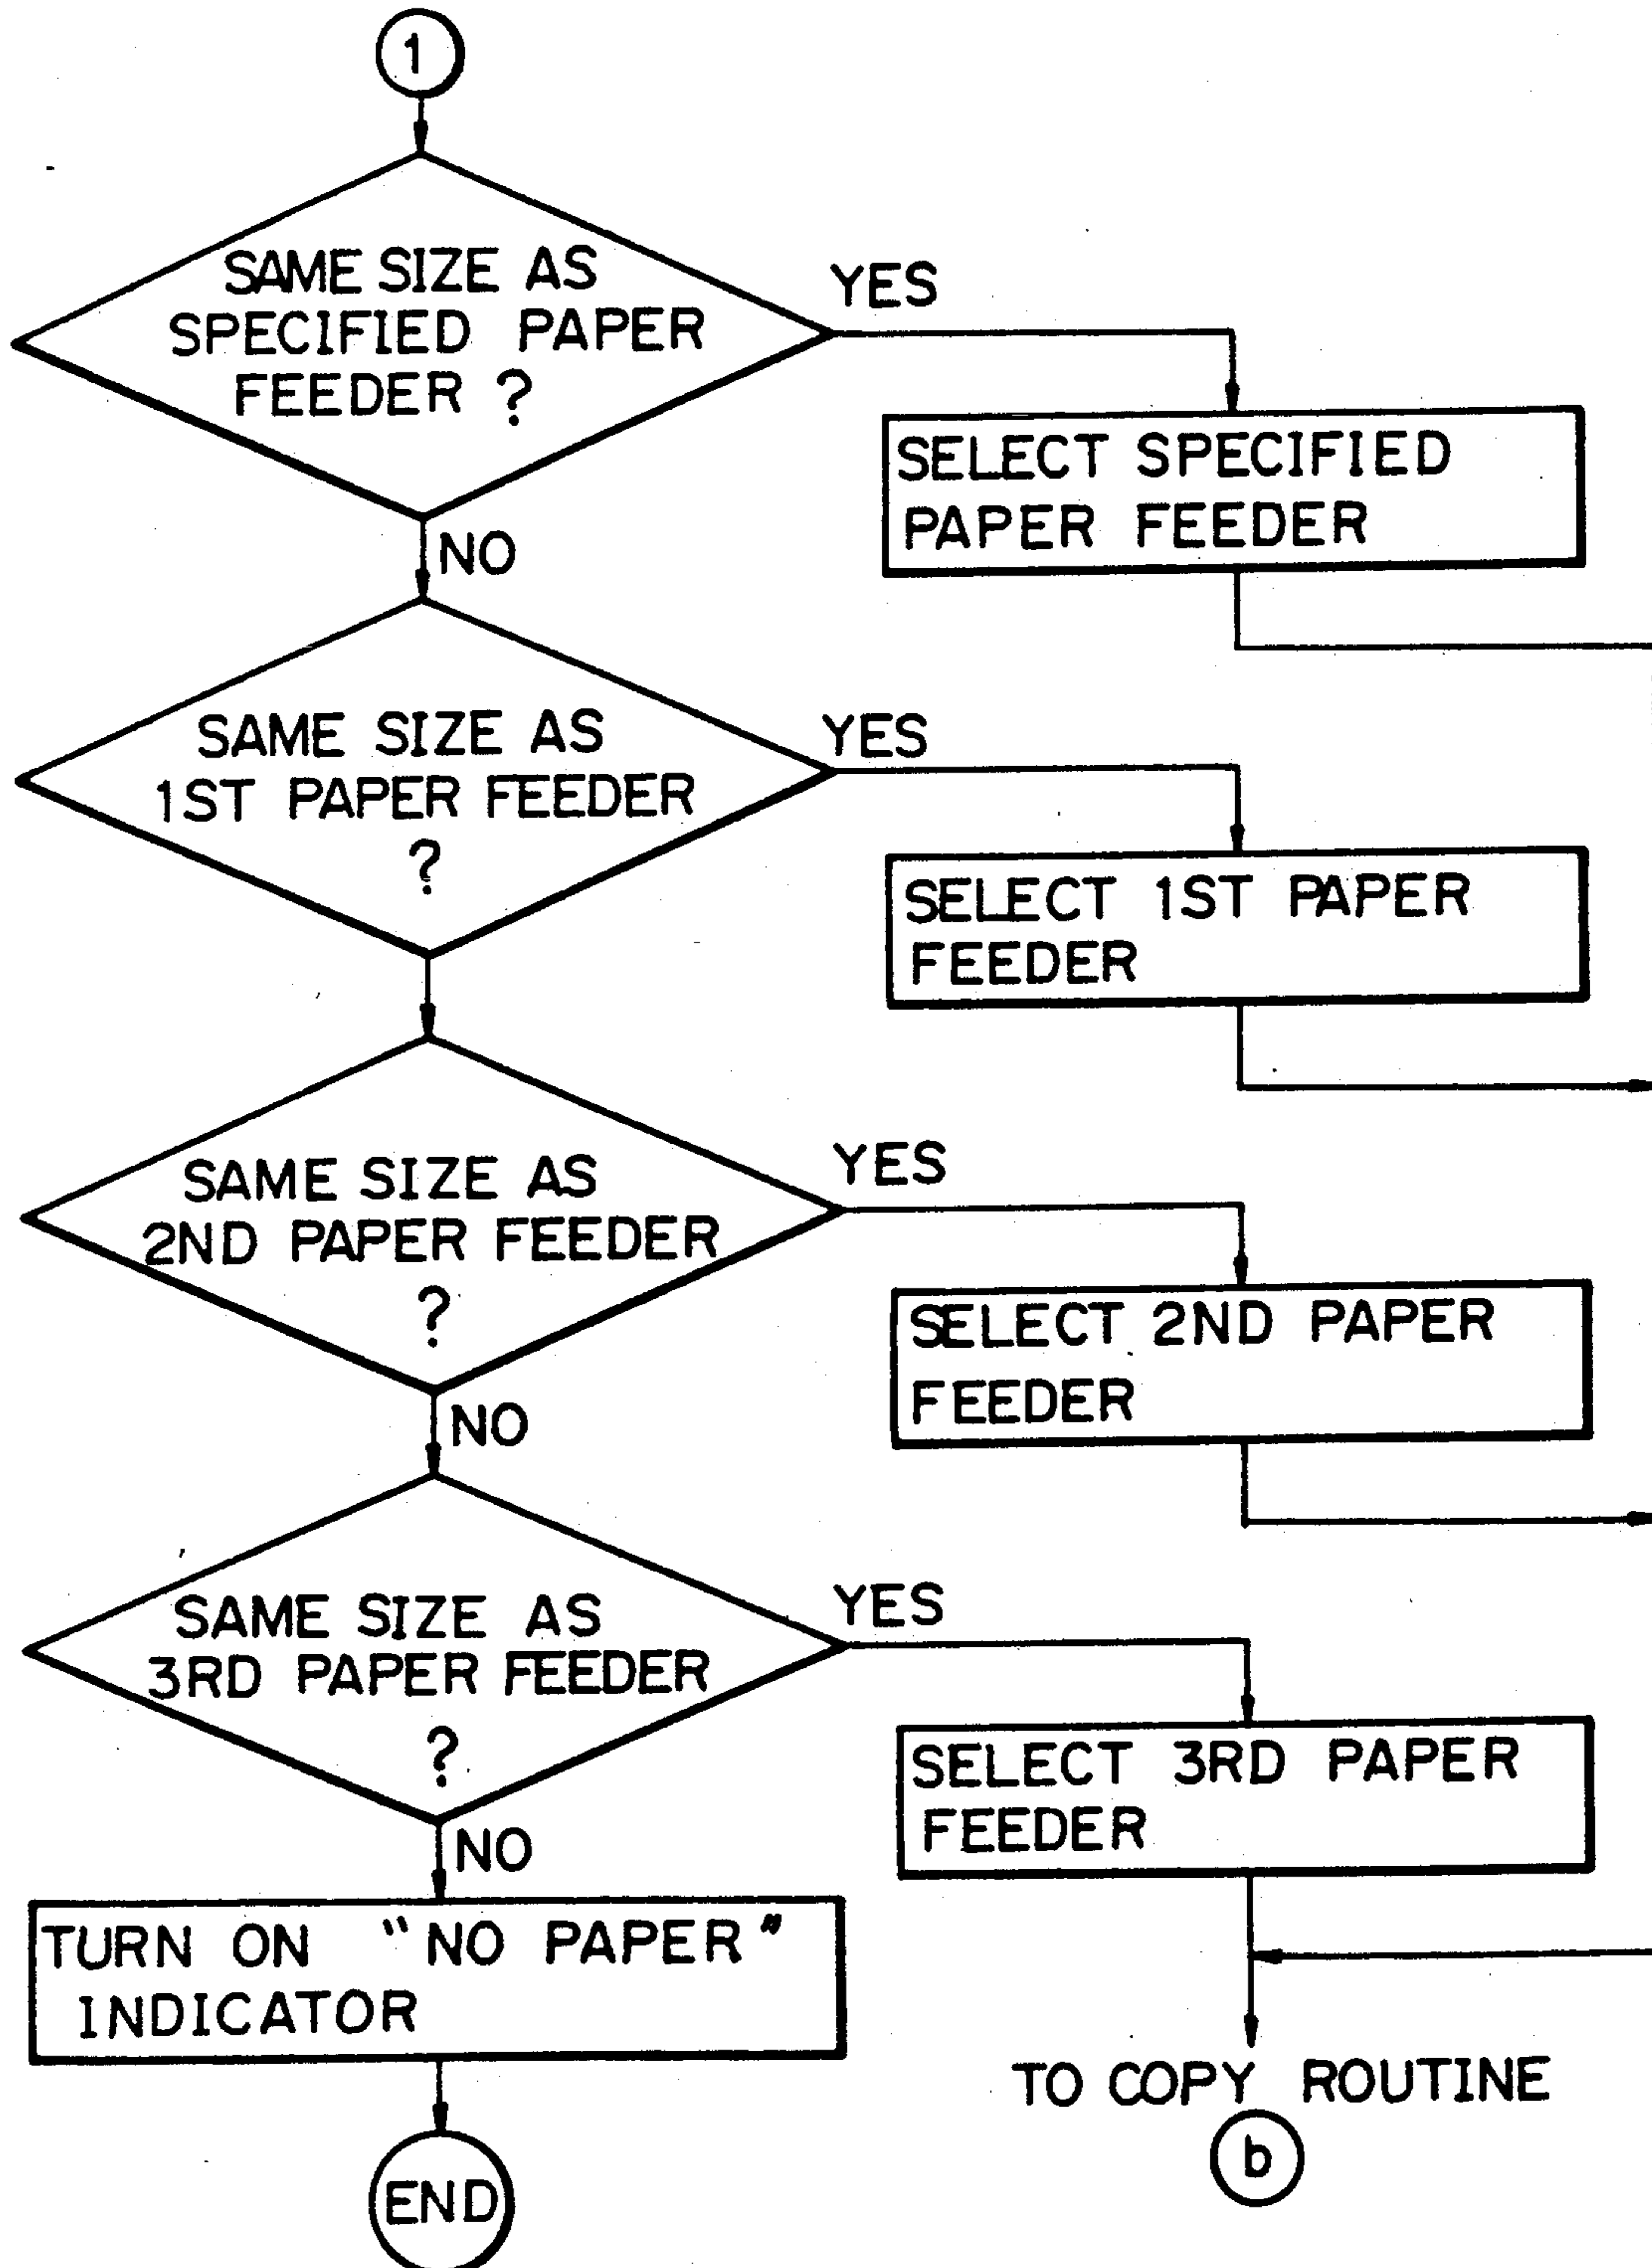 1
SAME SIZE AS
SPECIFIED PAPER
FEEDER ?
YES
SELECT SPECIFIED
PAPER FEEDER
NO
SAME SIZE AS
1ST PAPER FEEDER
?
YES
SELECT 1ST PAPER
FEEDER
SAME SIZE AS
2ND PAPER FEEDER
?
YES
SELECT 2ND PAPER
FEEDER
NO
SAME SIZE AS
3RD PAPER FEEDER
?
YES
SELECT 3RD PAPER
FEEDER
NO
TURN ON "NO PAPER"
INDICATOR
END
TO COPY ROUTINE
b